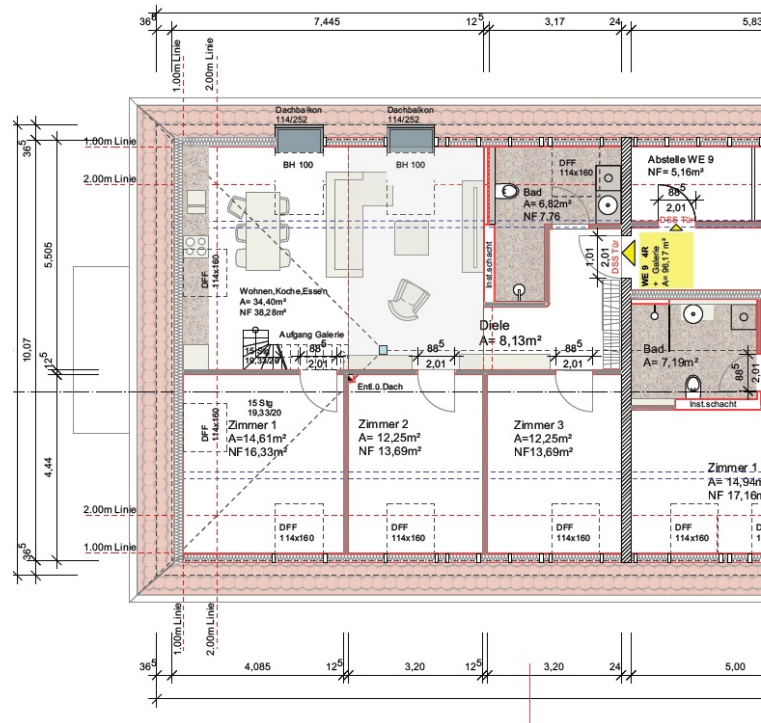 36⁵
7,445
12⁵
3,17
24
5,83
1.00m Linie
2.00m Linie
Dachbalkon
114/252
Dachbalkon
114/252
36⁵
1.00m Linie
2.00m Linie
BH 100
BH 100
DFF
114x160
Bad
A= 6,82m²
NF 7.76
Abstelle WE 9
NF= 5,16m²
88⁵
2,01
DSS Tür
5,505
DFF
114x160
Inst.schacht
1,01
2,01
DSS Tür
WE 9 4R
+ Galerie
A= 96,17 m²
Wohnen,Koche,Essen
A= 34,40m²
NF 38,28m²
Aufgang Galerie
15 Stg
19,33/20
88⁵
2,01
88⁵
2,01
Diele
A= 8,13m²
88⁵
2,01
Bad
A= 7,19m²
88⁵
2,01
Inst.schacht
10,07
12⁵
Entl.ü.Dach
15 Stg
19,33/20
DFF
114x160
Zimmer 1
A=14,61m²
NF16,33m²
Zimmer 2
A= 12,25m²
NF 13,69m²
Zimmer 3
A=12,25m²
NF13,69m²
Zimmer 1
A= 14,94m²
NF 17,16m
4,44
2.00m Linie
1.00m Linie
36⁵
DFF
114x160
DFF
114x160
DFF
114x160
DFF
114x160
DFF
114x160
1.00m Linie
2.00m Linie
36⁵
4,085
12⁵
3,20
12⁵
3,20
24
5,00